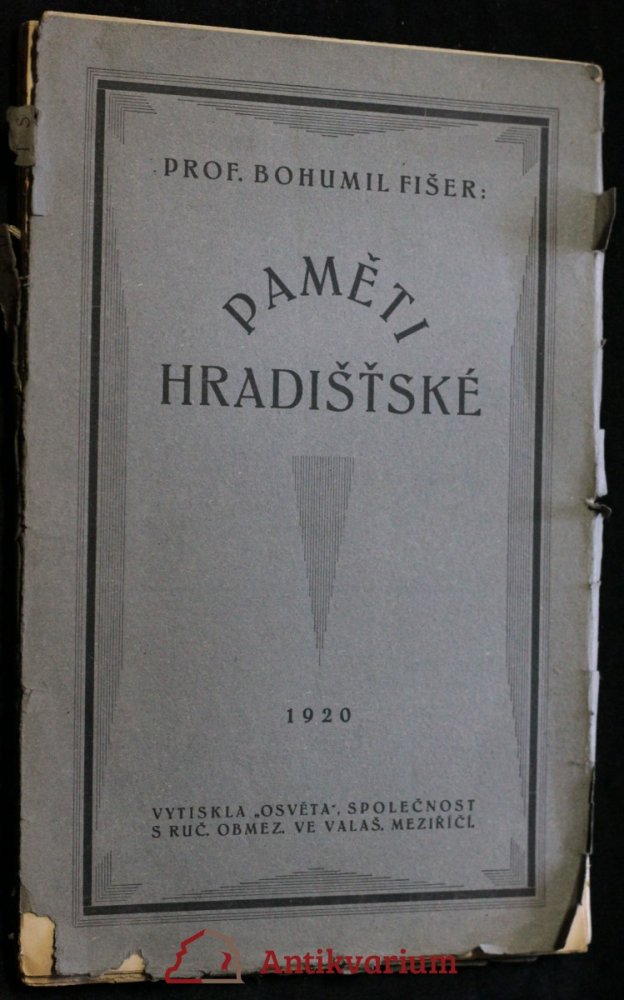 PROF. BOHUMIL FIŠER:
PAMĚTI
HRADIŠŤSKÉ
1920
VYTISKLA „OSVĚTA“, SPOLEČNOST
S RUČ. OBMEZ. VE VALAŠ. MEZIŘÍČÍ.
Antikvarium